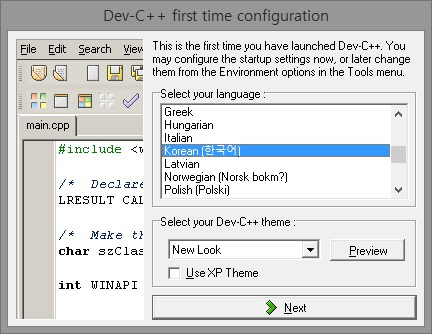 Dev-C++ first time configuration
File Edit Search View
main.cpp
#include <w
/* Declare
LRESULT CAL
/* Make th
char szClas
int WINAPI
This is the first time you have launched Dev-C++. You
may configure the startup settings now, or later change
them from the Environment options in the Tools menu.
Select your language :
Greek
Hungarian
Italian
Korean (한국어)
Latvian
Norwegian (Norsk bokm?)
Polish (Polski)
Select your Dev-C++ theme :
New Look
Preview
Use XP Theme
Next